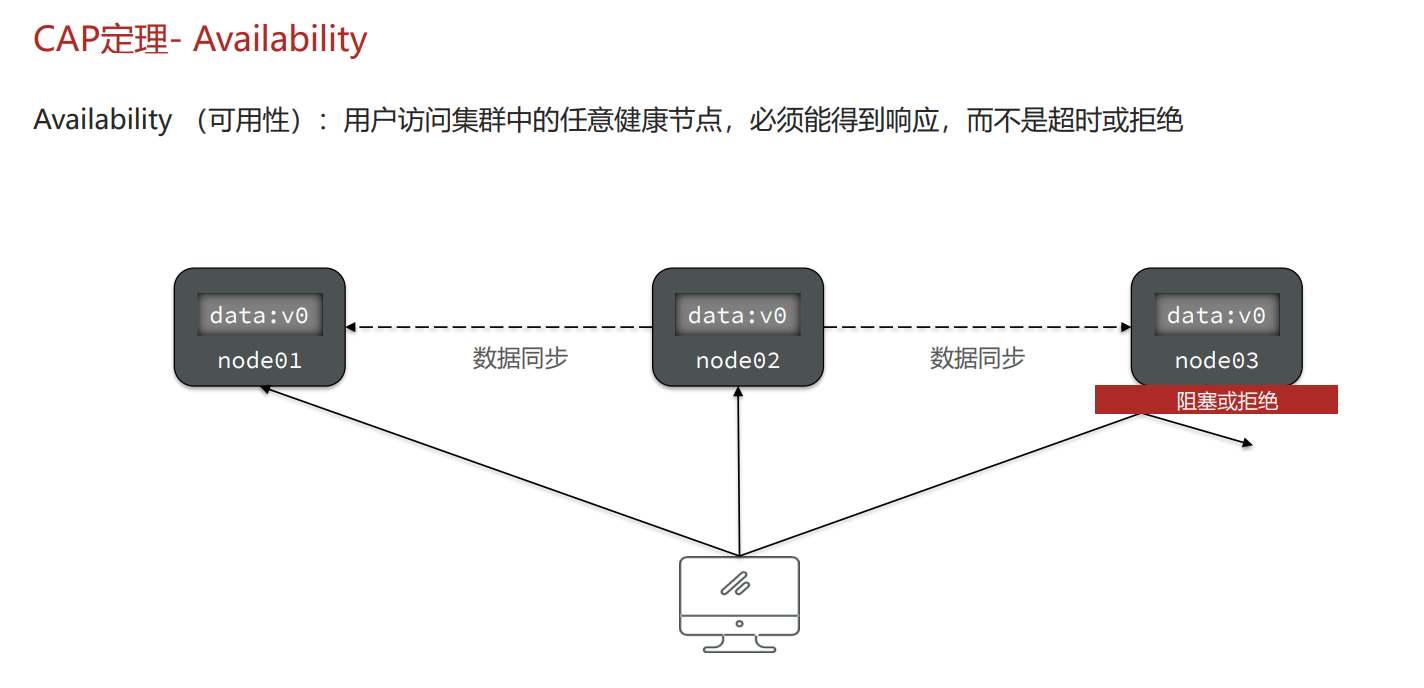 CAP定理- Availability
Availability （可用性）：用户访问集群中的任意健康节点，必须能得到响应，而不是超时或拒绝
data:v0
node01
数据同步
data:v0
node02
数据同步
data:v0
node03
阻塞或拒绝